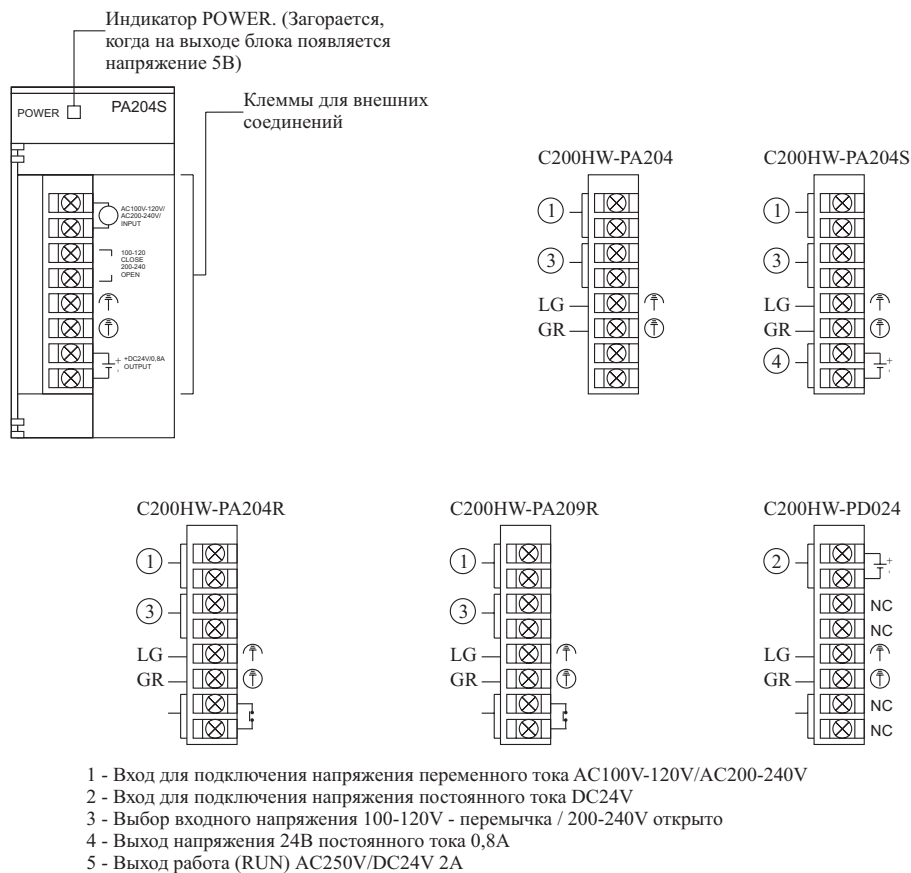 Индикатор POWER. (Загорается,
когда на выходе блока появляется
напряжение 5В)
POWER
PA204S
Клеммы для внешних
соединений
AC100V-120V/
AC200-240V/
INPUT
100-120
CLOSE
200-240
OPEN
+
+DC24V/0,8A
-
OUTPUT
C200HW-PA204
1
3
LG
GR
C200HW-PA204S
1
3
LG
GR
4
+
-
C200HW-PA204R
1
3
LG
GR
C200HW-PA209R
1
3
LG
GR
C200HW-PD024
2
+
-
NC
NC
LG
GR
NC
NC
1 - Вход для подключения напряжения переменного тока AC100V-120V/AC200-240V
2 - Вход для подключения напряжения постоянного тока DC24V
3 - Выбор входного напряжения 100-120V - перемычка / 200-240V открыто
4 - Выход напряжения 24В постоянного тока 0,8А
5 - Выход работа (RUN) AC250V/DC24V 2A